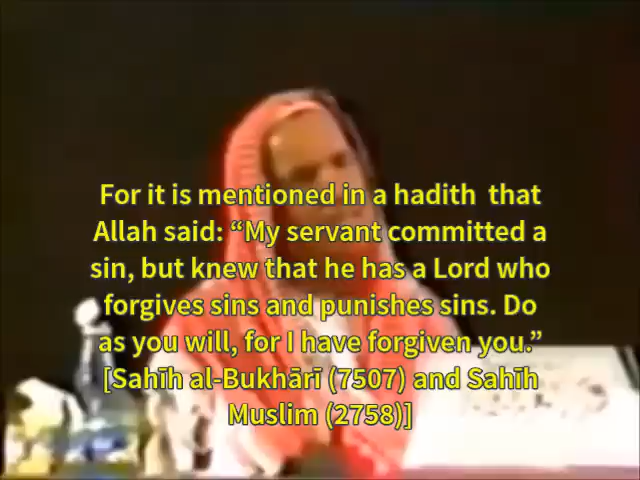 For it is mentioned in a hadith that
Allah said: “My servant committed a
sin, but knew that he has a Lord who
forgives sins and punishes sins. Do
as you will, for I have forgiven you.”
[Sahīh al-Bukhārī (7507) and Sahīh
Muslim (2758)]